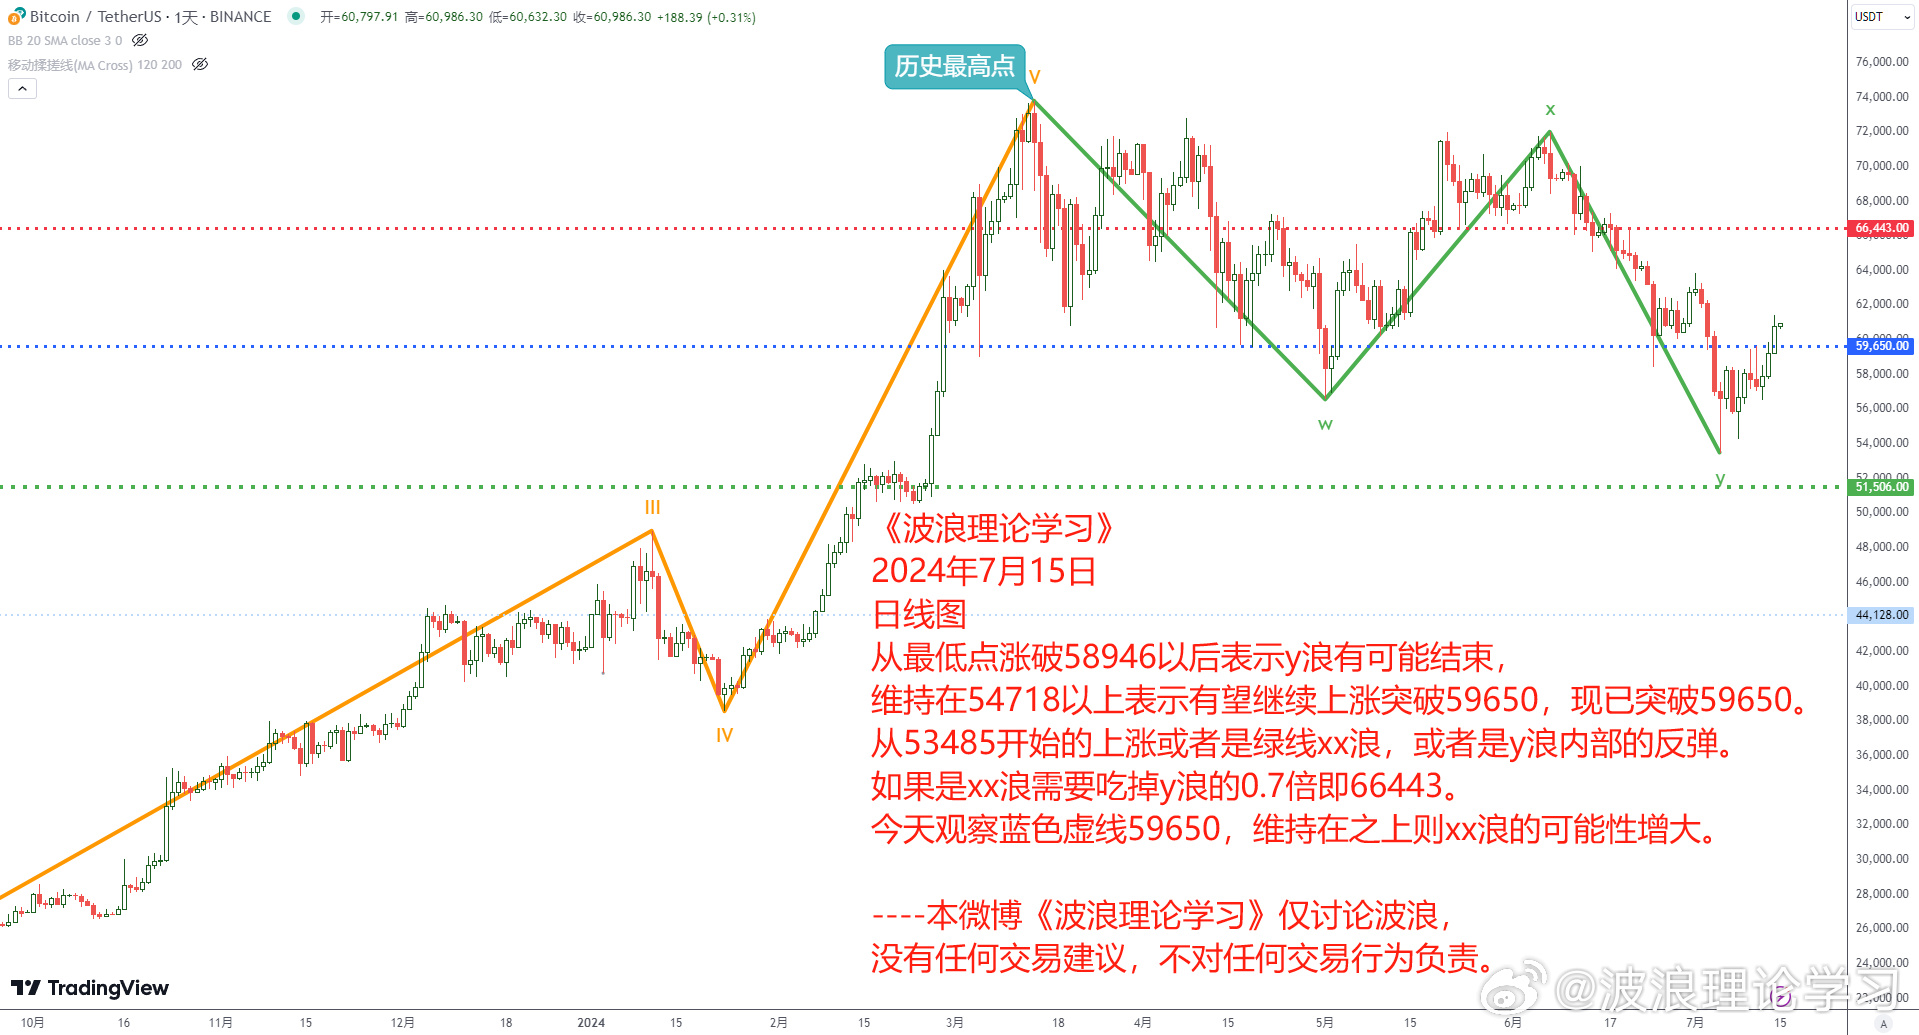 Bitcoin / TetherUS · 1天 · BINANCE 开=60,797.91 高=60,986.30 低=60,632.30 收=60,986.30 +188.39 (+0.31%)
BB 20 SMA close 3 0
移动揉搓线(MA Cross) 120 200
USDT
历史最高点
V
x
w
y
III
IV
76,000.00
74,000.00
72,000.00
70,000.00
68,000.00
66,443.00
64,000.00
62,000.00
59,650.00
58,000.00
56,000.00
54,000.00
52,000.00
51,506.00
50,000.00
48,000.00
46,000.00
44,128.00
42,000.00
40,000.00
38,000.00
36,000.00
34,000.00
32,000.00
30,000.00
28,000.00
26,000.00
24,000.00
22,000.00
《波浪理论学习》
2024年7月15日
日线图
从最低点涨破58946以后表示y浪有可能结束，
维持在54718以上表示有望继续上涨突破59650，现已突破59650。
从53485开始的上涨或者是绿线xx浪，或者是y浪内部的反弹。
如果是xx浪需要吃掉y浪的0.7倍即66443。
今天观察蓝色虚线59650，维持在之上则xx浪的可能性增大。
----本微博《波浪理论学习》仅讨论波浪，
没有任何交易建议，不对任何交易行为负责。
@波浪理论学习
TradingView
10月 16 11月 15 12月 18 2024 15 2月 15 3月 18 4月 15 5月 15 6月 17 7月 15
A